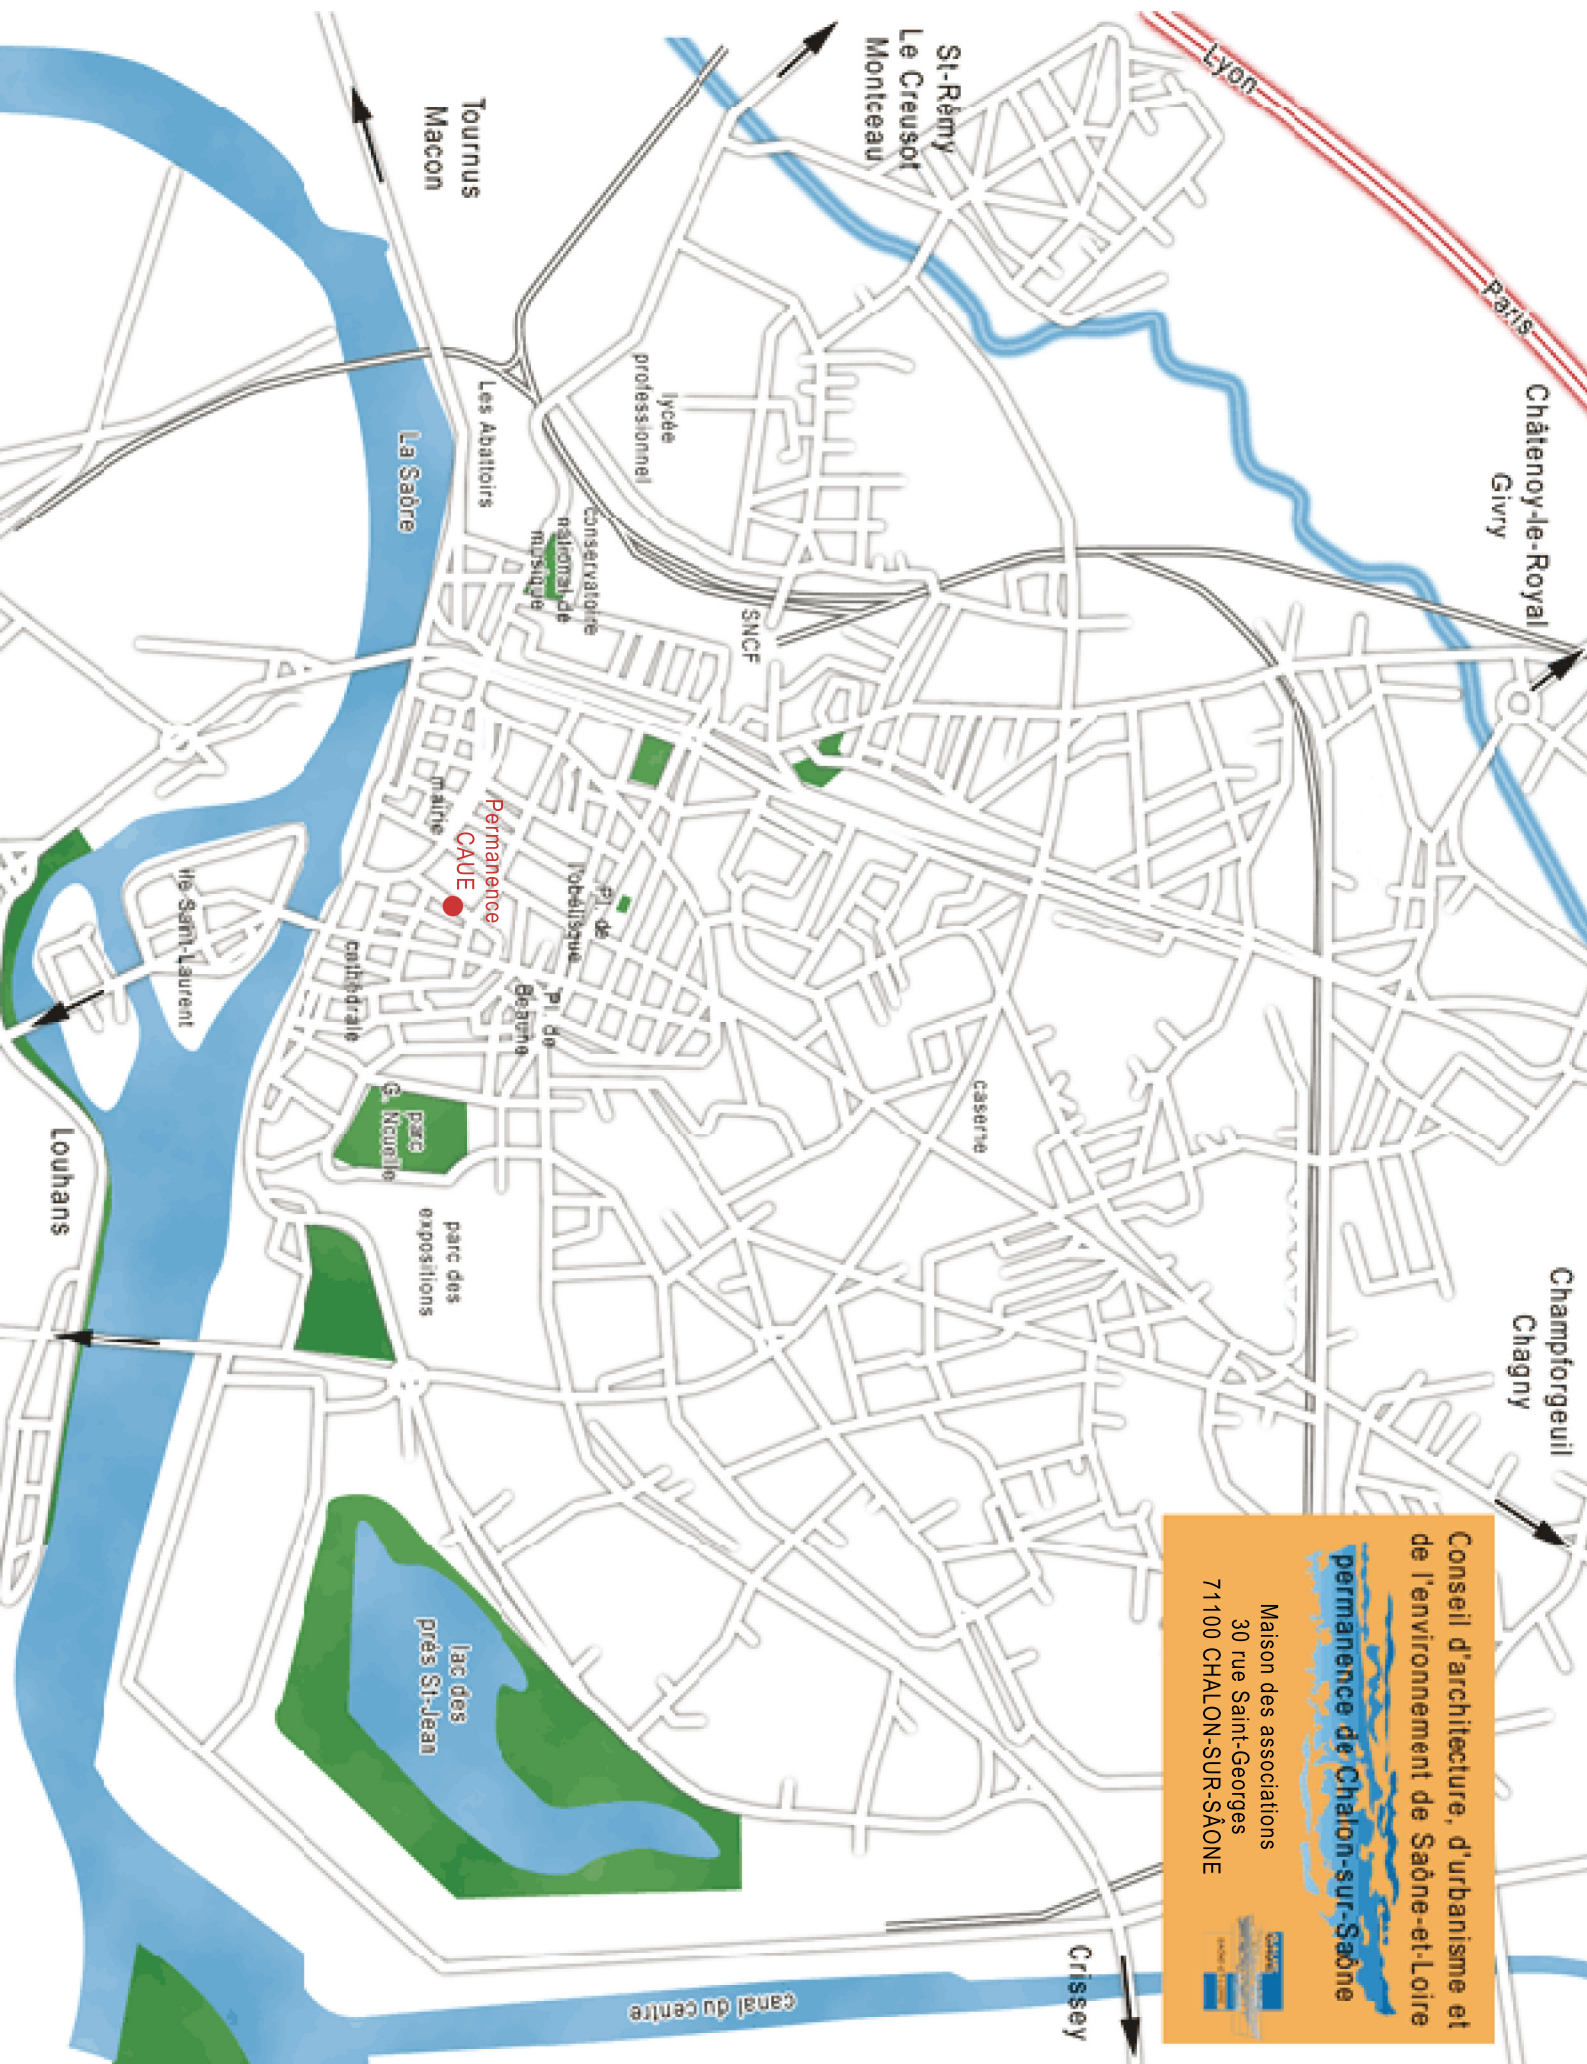 Lyon
Paris
Châtenoy-le-Royal
Givry
Champforgeuil
Chagny
St-Rémy
Le Creusot
Montceau
Tournus
Macon
Les Abattoirs
La Saône
lycée
professionnel
conservatoire
national de
musique
SNCF
mairie
Permanence
CAUE
Pl. de
l'obélisque
Pl. de
Beaune
cathédrale
île Saint-Laurent
caserne
parc
G. Nouelle
parc des
expositions
Louhans
lac des
prés St-Jean
canal du centre
Crissey
Conseil d'architecture, d'urbanisme et
de l'environnement de Saône-et-Loire
permanence de Chalon-sur-Saône
Maison des associations
30 rue Saint-Georges
71100 CHALON-SUR-SÂONE